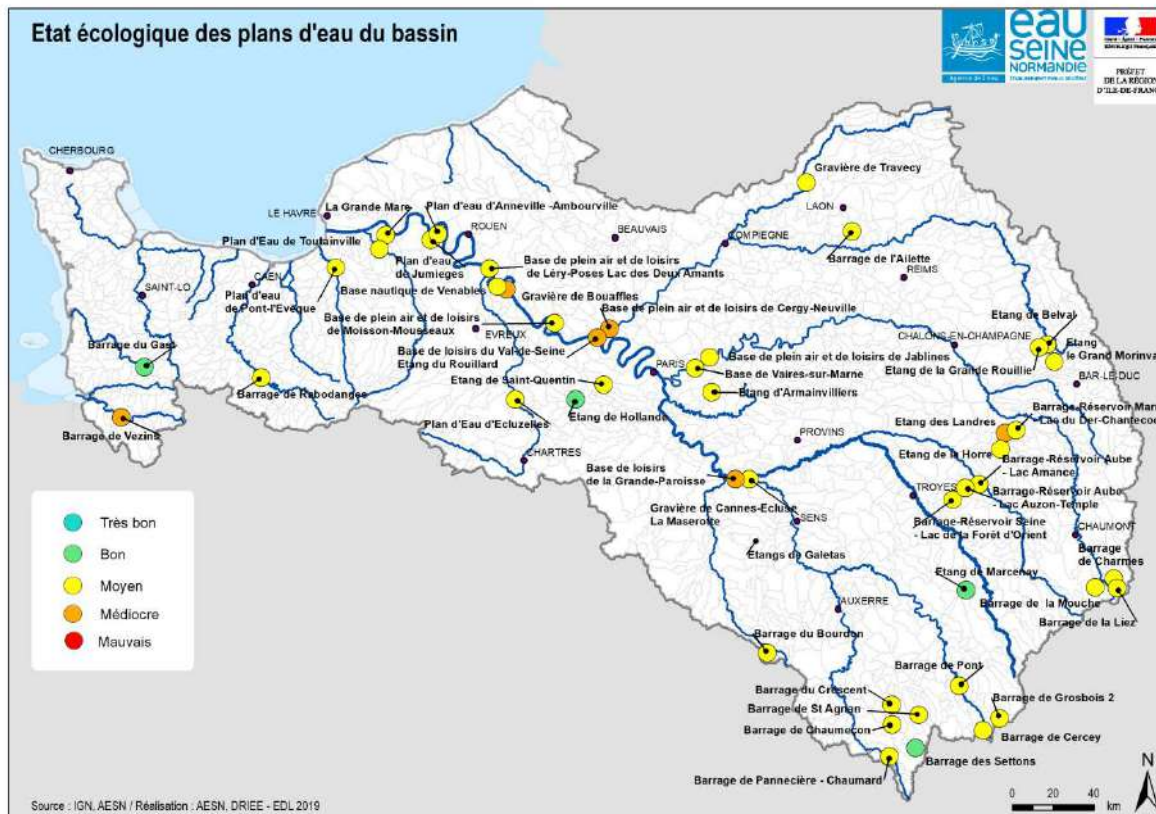 Etat écologique des plans d'eau du bassin
eau
SEINE
NORMANDIE
PRÉFET
DE LA RÉGION
D'ILE-DE-FRANCE
CHERBOURG
Gravière de Travecy
LE HAVRE
La Grande Mare
Plan d'eau d'Anneville -Ambourville
LAON
ROUEN
BEAUVAIS
COMPIEGNE
Plan d'Eau de Toutainville
Plan d'eau
de Jumieges
Base de plein air et de loisirs
de Léry-Poses Lac des Deux Amants
Barrage de l'Ailette
REIMS
CAEN
SAINT-LO
Plan d'eau
de Pont-l'Evêque
Base nautique de Venables
Gravière de Bouaffles
Base de plein air et de loisirs de Cergy-Neuville
Etang de Belval
Base de plein air et de loisirs
de Moisson-Mousseaux
EVREUX
CHALONS-EN-CHAMPAGNE
Etang
le Grand Morinval
Barrage du Gast
Base de loisirs du Val-de-Seine
Etang du Rouillard
PARIS
Base de plein air et de loisirs de Jablines
Etang de la Grande Rouillie
Base de Vaires-sur-Marne
BAR-LE-DUC
Barrage de Rabodanges
Etang de Saint-Quentin
Etang d'Armainvilliers
Etang de Hollande
Barrage de Vezins
Plan d'Eau d'Ecluzelles
Etang des Landres
Barrage-Réservoir Marne
Lac du Der-Chantecoq
PROVINS
CHARTRES
Etang de la Horre
Barrage-Réservoir Aube
- Lac Amance
Base de loisirs
de la Grande-Paroisse
TROYES
Barrage-Réservoir Aube
- Lac Auzon-Temple
Gravière de Cannes-Ecluse
La Maserotte
SENS
Barrage-Réservoir Seine
- Lac de la Forêt d'Orient
CHAUMONT
Etangs de Galetas
Barrage
de Charmes
Etang de Marcenay
Barrage de la Mouche
AUXERRE
Barrage de la Liez
Barrage du Bourdon
Barrage de Pont
Barrage du Crescent
Barrage de Grosbois 2
Barrage de St Agnan
Barrage de Chaumeçon
Barrage de Cercey
Barrage des Settons
Barrage de Pannecière - Chaumard
Très bon
Bon
Moyen
Médiocre
Mauvais
N
0 20 40
km
Source : IGN, AESN / Réalisation : AESN, DRIEE - EDL 2019